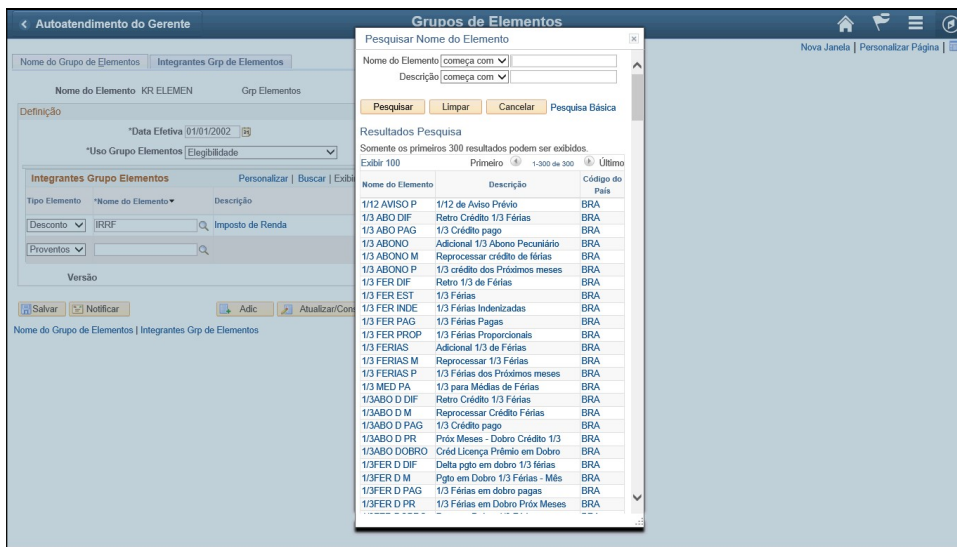 Autoatendimento do Gerente
Grupos de Elementos
Nova Janela | Personalizar Página |
Nome do Grupo de Elementos
Integrantes Grp de Elementos
Nome do Elemento KR ELEMEN
Grp Elementos
Definição
*Data Efetiva 01/01/2002
*Uso Grupo Elementos Elegibilidade
Integrantes Grupo Elementos
Personalizar | Buscar | Exibi
Tipo Elemento *Nome do Elemento Descrição
Desconto IRRF Imposto de Renda
Proventos
Versão
Salvar Notificar Adic Atualizar/Con
Nome do Grupo de Elementos | Integrantes Grp de Elementos
Pesquisar Nome do Elemento
Nome do Elemento começa com
Descrição começa com
Pesquisar Limpar Cancelar Pesquisa Básica
Resultados Pesquisa
Somente os primeiros 300 resultados podem ser exibidos.
Exibir 100 Primeiro 1-300 de 300 Último
Nome do Elemento Descrição Código do País
1/12 AVISO P 1/12 de Aviso Prévio BRA
1/3 ABO DIF Retro Crédito 1/3 Férias BRA
1/3 ABO PAG 1/3 Crédito pago BRA
1/3 ABONO Adicional 1/3 Abono Pecuniário BRA
1/3 ABONO M Reprocessar crédito de férias BRA
1/3 ABONO P 1/3 crédito dos Próximos meses BRA
1/3 FER DIF Retro 1/3 de Férias BRA
1/3 FER EST 1/3 Férias BRA
1/3 FER INDE 1/3 Férias Indenizadas BRA
1/3 FER PAG 1/3 Férias Pagas BRA
1/3 FER PROP 1/3 Férias Proporcionais BRA
1/3 FERIAS Adicional 1/3 de Férias BRA
1/3 FERIAS M Reprocessar 1/3 Férias BRA
1/3 FERIAS P 1/3 Férias dos Próximos meses BRA
1/3 MED PA 1/3 para Médias de Férias BRA
1/3ABO D DIF Retro Crédito 1/3 Férias BRA
1/3ABO D M Reprocessar Crédito Férias BRA
1/3ABO D PAG 1/3 Crédito pago BRA
1/3ABO D PR Próx Meses - Dobro Crédito 1/3 BRA
1/3ABO DOBRO Créd Licença Prêmio em Dobro BRA
1/3FER D DIF Delta pgto em dobro 1/3 férias BRA
1/3FER D M Pgto em Dobro 1/3 Férias - Mês BRA
1/3FER D PAG 1/3 Férias em dobro pagas BRA
1/3FER D PR 1/3 Férias em Dobro Próx Meses BRA